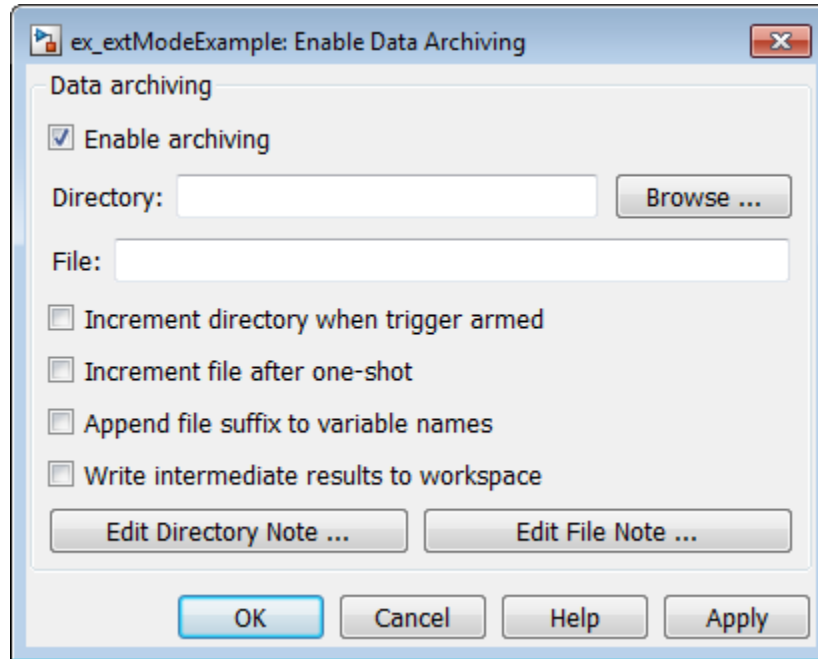 ex_extModeExample: Enable Data Archiving
Data archiving
Enable archiving
Directory: Browse ...
File:
Increment directory when trigger armed
Increment file after one-shot
Append file suffix to variable names
Write intermediate results to workspace
Edit Directory Note ... Edit File Note ...
OK Cancel Help Apply